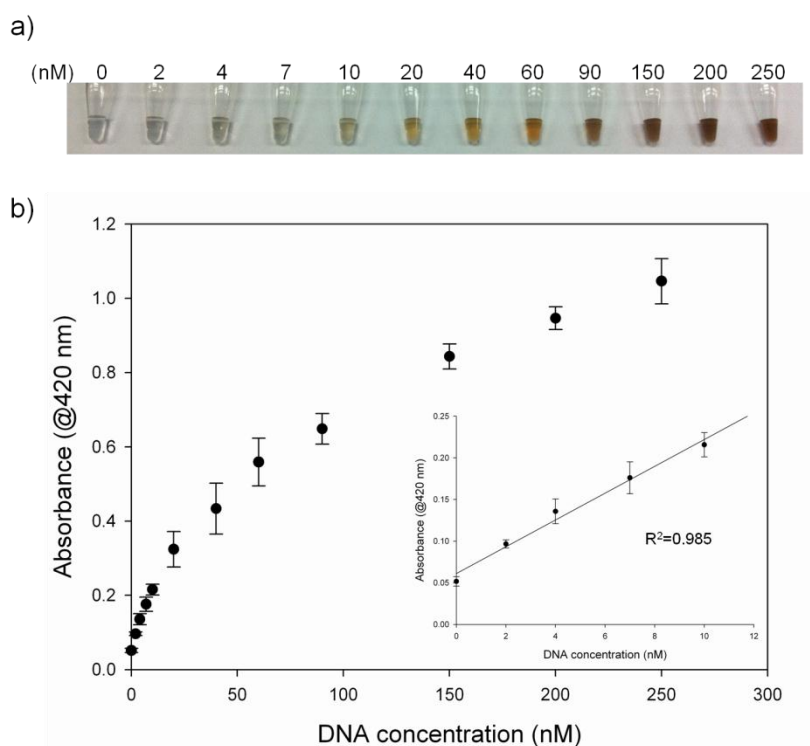 a)
(nM) 0 2 4 7 10 20 40 60 90 150 200 250
b)
1.2
1.0
0.8
0.6
0.4
0.2
0.0
Absorbance (@420 nm)
0 50 100 150 200 250 300
DNA concentration (nM)
0.25
0.20
0.15
0.10
0.05
0.00
Absorbance (@420 nm)
R²=0.985
0 2 4 6 8 10 12
DNA concentration (nM)